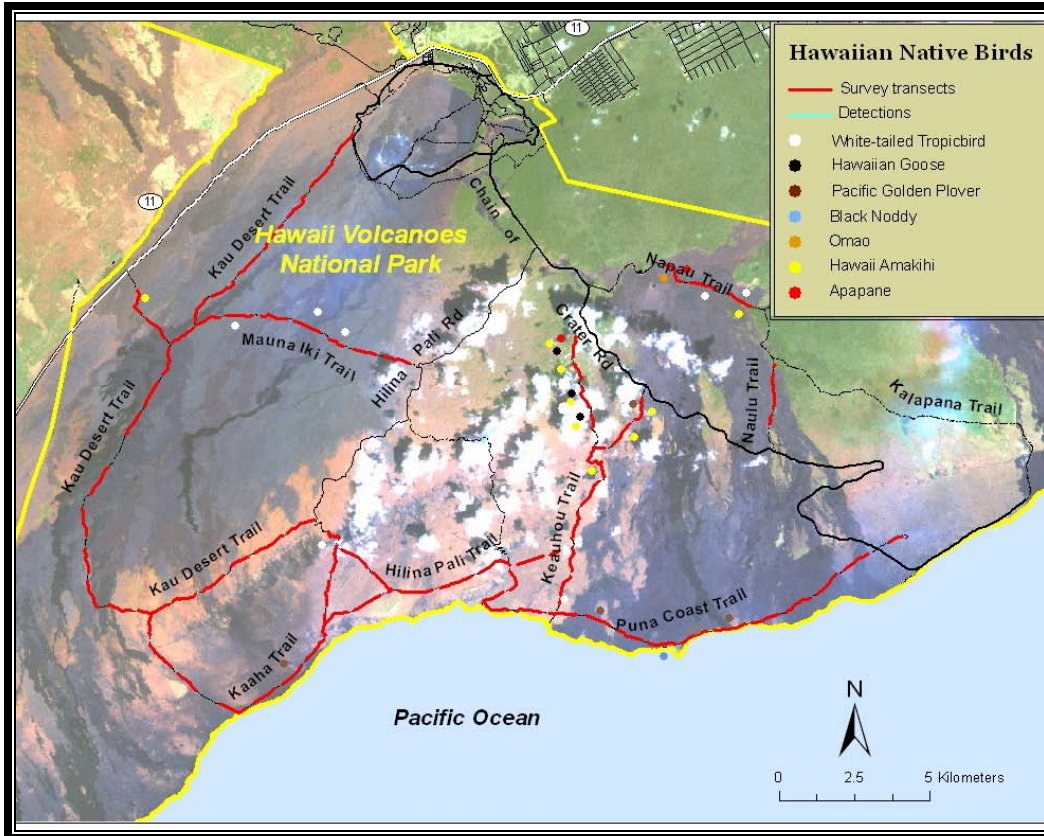 11
11
Hawaiian Native Birds
Survey transects
Detections
White-tailed Tropicbird
Hawaiian Goose
Pacific Golden Plover
Black Noddy
Omao
Hawaii Amakihi
Apapane
Kau Desert Trail
Chain of
Crater Rd
Hawaii Volcanoes
National Park
Napau Trail
Mauna Iki Trail
Hilina Pali Rd
Kau Desert Trail
Naulu Trail
Kalapana Trail
Kau Desert Trail
Hilina Pali Trail
Keauhou Trail
Puna Coast Trail
Kaaha Trail
Pacific Ocean
N
0 2.5 5 Kilometers